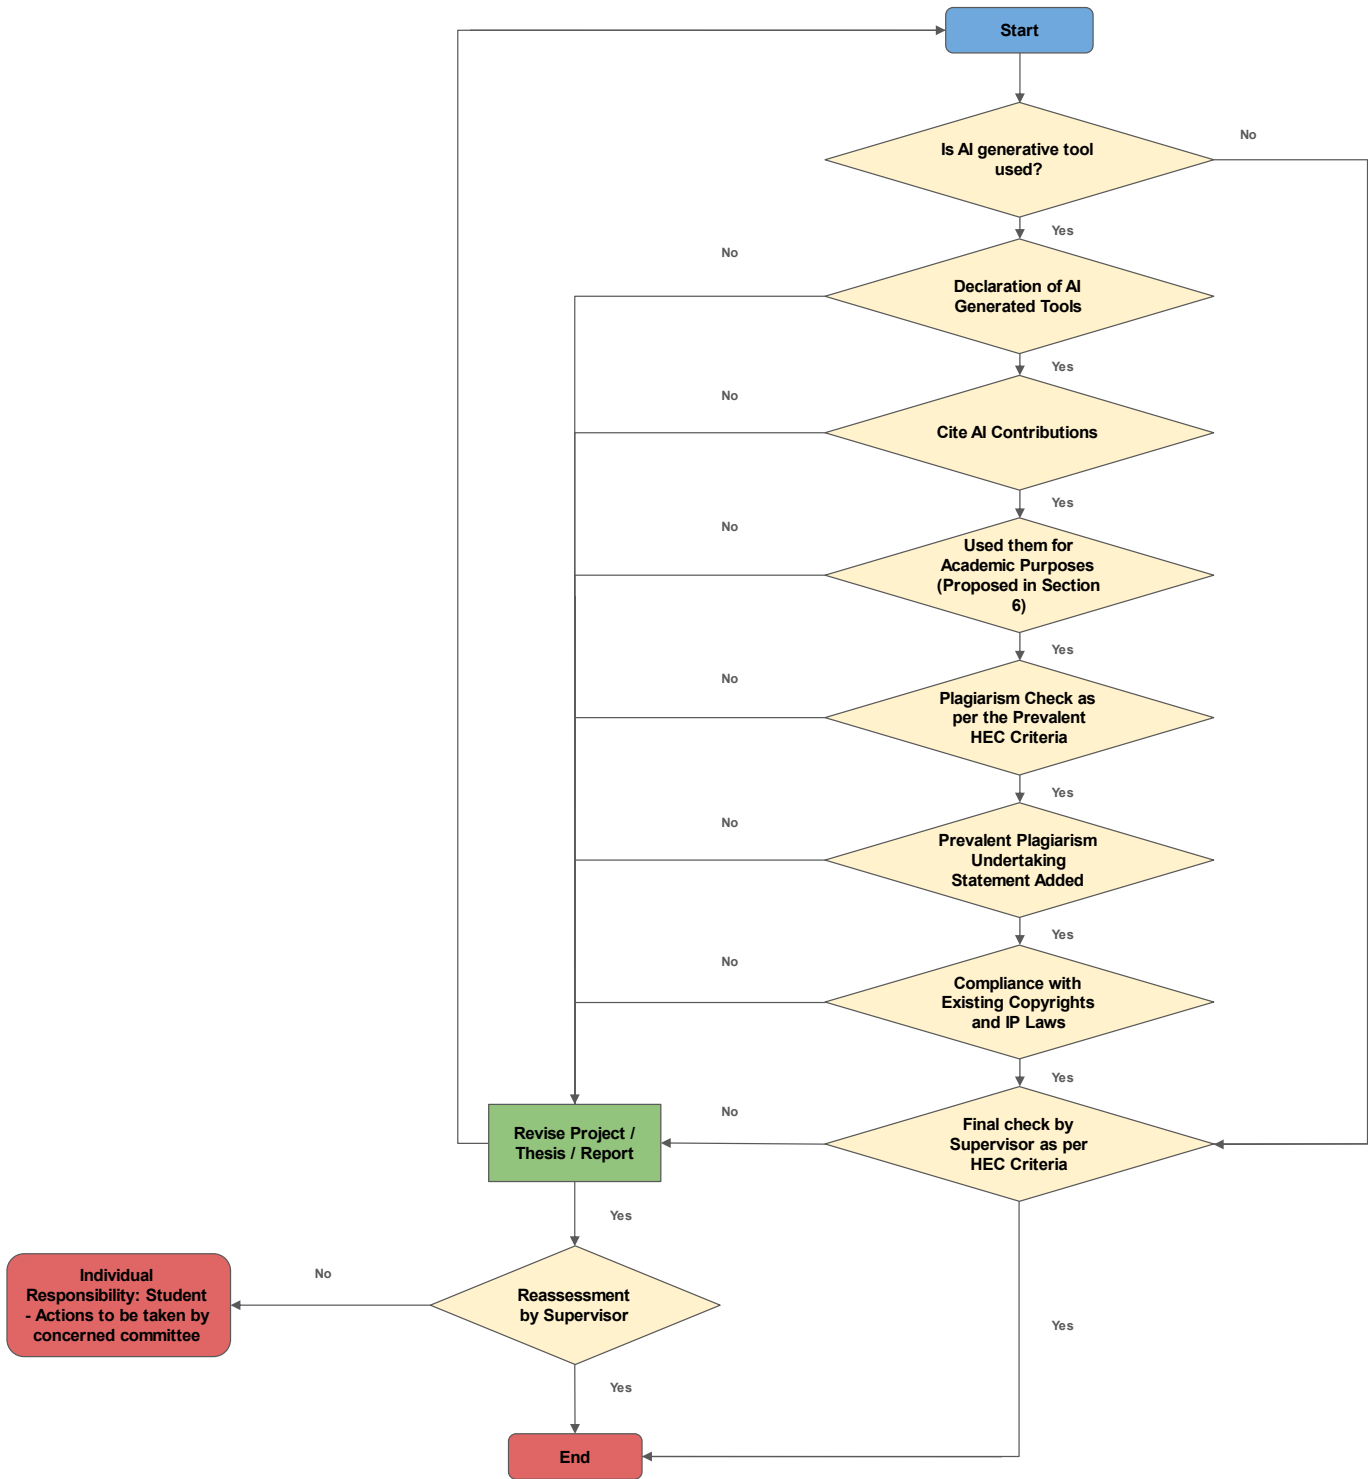 Start
Is AI generative tool
used?
No
Yes
No
Declaration of AI
Generated Tools
Yes
No
Cite AI Contributions
Yes
No
Used them for
Academic Purposes
(Proposed in Section
6)
Yes
No
Plagiarism Check as
per the Prevalent
HEC Criteria
Yes
No
Prevalent Plagiarism
Undertaking
Statement Added
Yes
No
Compliance with
Existing Copyrights
and IP Laws
Yes
No
Final check by
Supervisor as per
HEC Criteria
Revise Project /
Thesis / Report
Yes
No
Individual
Responsibility: Student
- Actions to be taken by
concerned committee
Reassessment
by Supervisor
Yes
Yes
End